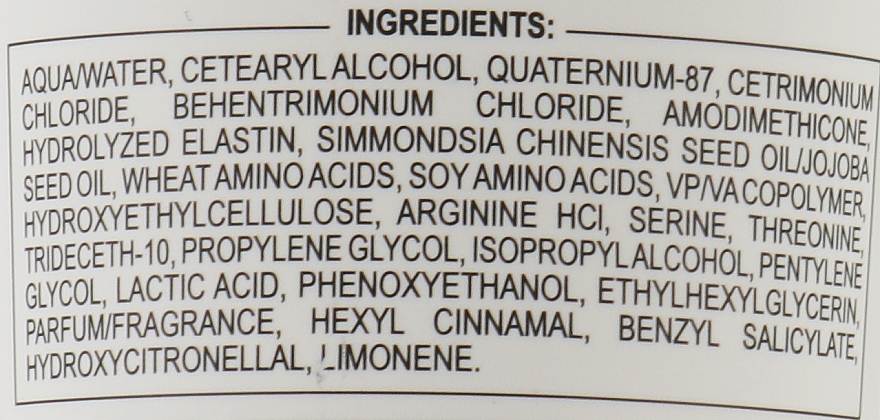 INGREDIENTS:
AQUA/WATER, CETEARYL ALCOHOL, QUATERNIUM-87, CETRIMONIUM
CHLORIDE, BEHENTRIMONIUM CHLORIDE, AMODIMETHICONE,
HYDROLYZED ELASTIN, SIMMONDSIA CHINENSIS SEED OIL/JOJOBA
SEED OIL, WHEAT AMINO ACIDS, SOY AMINO ACIDS, VP/VA COPOLYMER,
HYDROXYETHYLCELLULOSE, ARGININE HCl, SERINE, THREONINE,
TRIDECETH-10, PROPYLENE GLYCOL, ISOPROPYL ALCOHOL, PENTYLENE
GLYCOL, LACTIC ACID, PHENOXYETHANOL, ETHYLHEXYLGLYCERIN,
PARFUM/FRAGRANCE, HEXYL CINNAMAL, BENZYL SALICYLATE,
HYDROXYCITRONELLAL, LIMONENE.